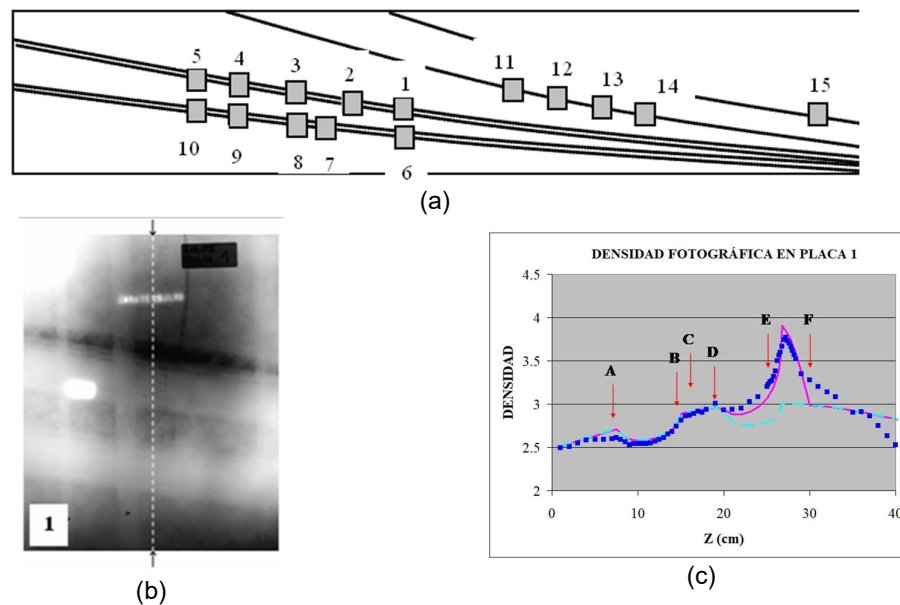 5 4 3 2 1 11 12 13 14 15
10 9 8 7 6
(a)
1
1
(b)
DENSIDAD FOTOGRÁFICA EN PLACA 1
DENSIDAD
4.5
4
3.5
3
2.5
2
A B C D E F
0 10 20 30 40
Z (cm)
(c)